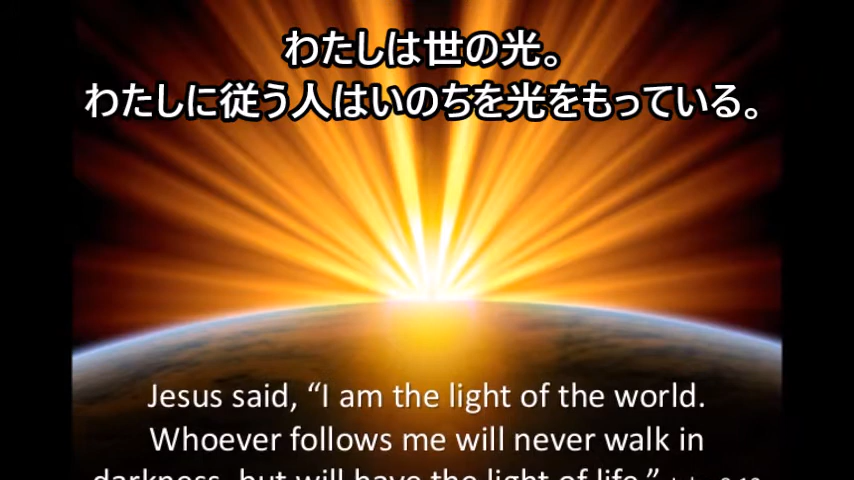 わたしは世の光。
わたしに従う人はいのちを光をもっている。
Jesus said, “I am the light of the world.
Whoever follows me will never walk in
darkness, but will have the light of life.”